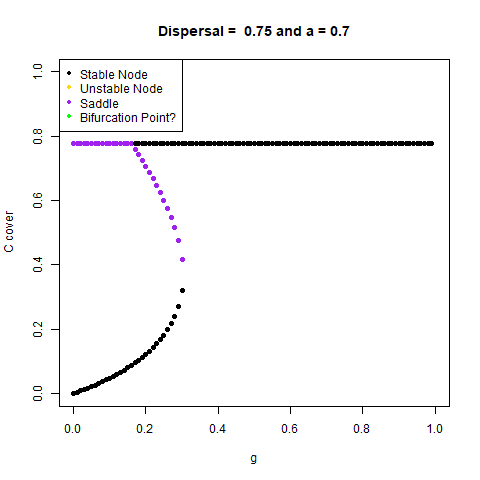 Dispersal = 0.75 and a = 0.7
Stable Node
Unstable Node
Saddle
Bifurcation Point?
C cover
1.0
0.8
0.6
0.4
0.2
0.0
0.0 0.2 0.4 0.6 0.8 1.0
g